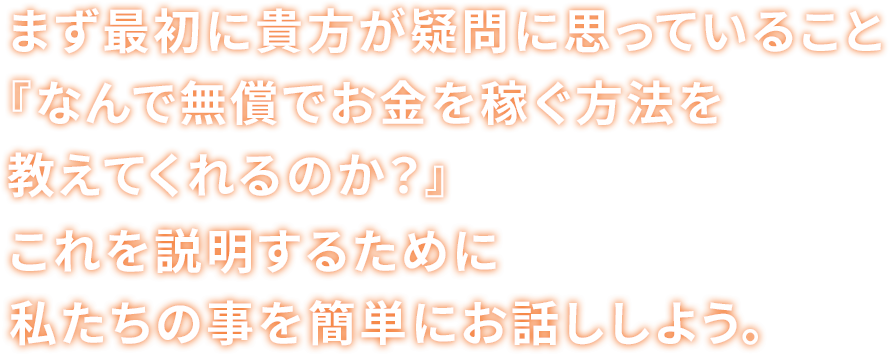 まず最初に貴方が疑問に思っていること
『なんで無償でお金を稼ぐ方法を
教えてくれるのか？』
これを説明するために
私たちの事を簡単にお話ししよう。